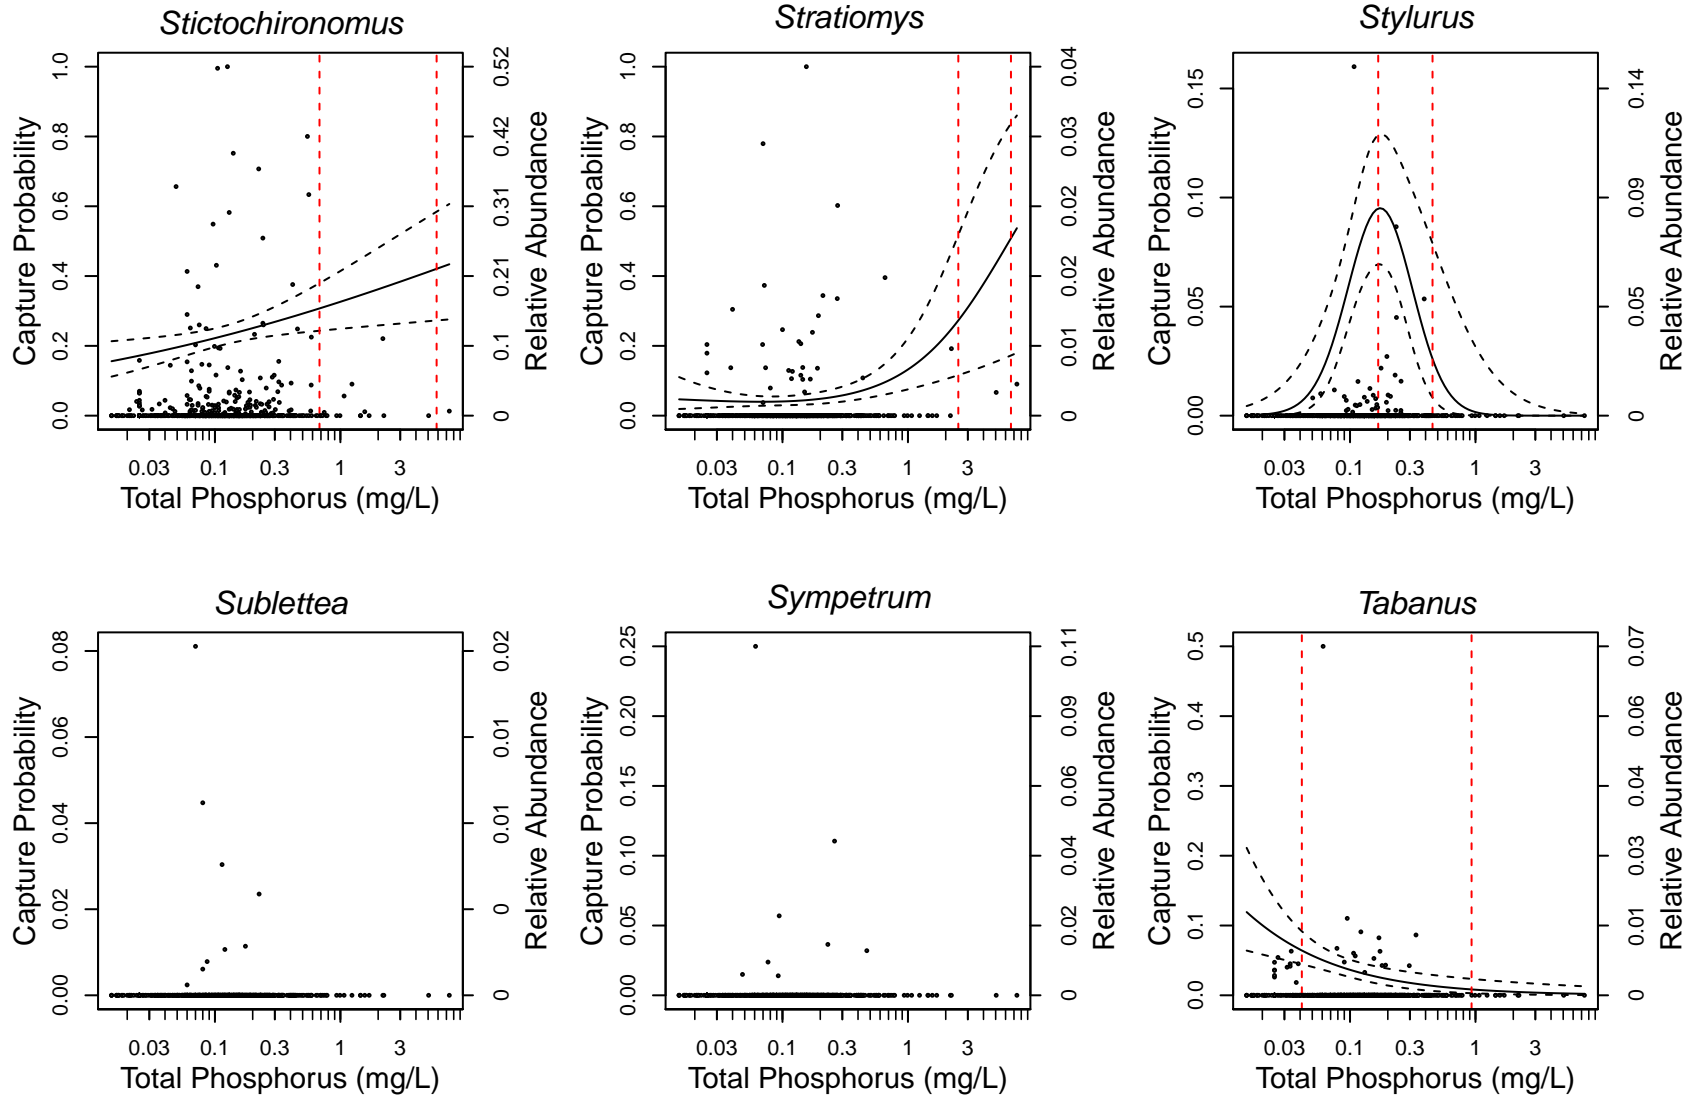 Stictochironomus
Capture Probability
0.0 0.2 0.4 0.6 0.8 1.0
0 0.1 0.21 0.31 0.42 0.52
Relative Abundance
0.03 0.1 0.3 1 3
Total Phosphorus (mg/L)
Stratiomys
Capture Probability
0.0 0.2 0.4 0.6 0.8 1.0
0 0.01 0.02 0.02 0.03 0.04
Relative Abundance
0.03 0.1 0.3 1 3
Total Phosphorus (mg/L)
Stylurus
Capture Probability
0.00 0.05 0.10 0.15
0 0.05 0.09 0.14
Relative Abundance
0.03 0.1 0.3 1 3
Total Phosphorus (mg/L)
Sublettea
Capture Probability
0.00 0.02 0.04 0.06 0.08
0 0 0.01 0.01 0.02
Relative Abundance
0.03 0.1 0.3 1 3
Total Phosphorus (mg/L)
Sympetrum
Capture Probability
0.00 0.05 0.10 0.15 0.20 0.25
0 0.02 0.04 0.06 0.09 0.11
Relative Abundance
0.03 0.1 0.3 1 3
Total Phosphorus (mg/L)
Tabanus
Capture Probability
0.0 0.1 0.2 0.3 0.4 0.5
0 0.01 0.03 0.04 0.06 0.07
Relative Abundance
0.03 0.1 0.3 1 3
Total Phosphorus (mg/L)